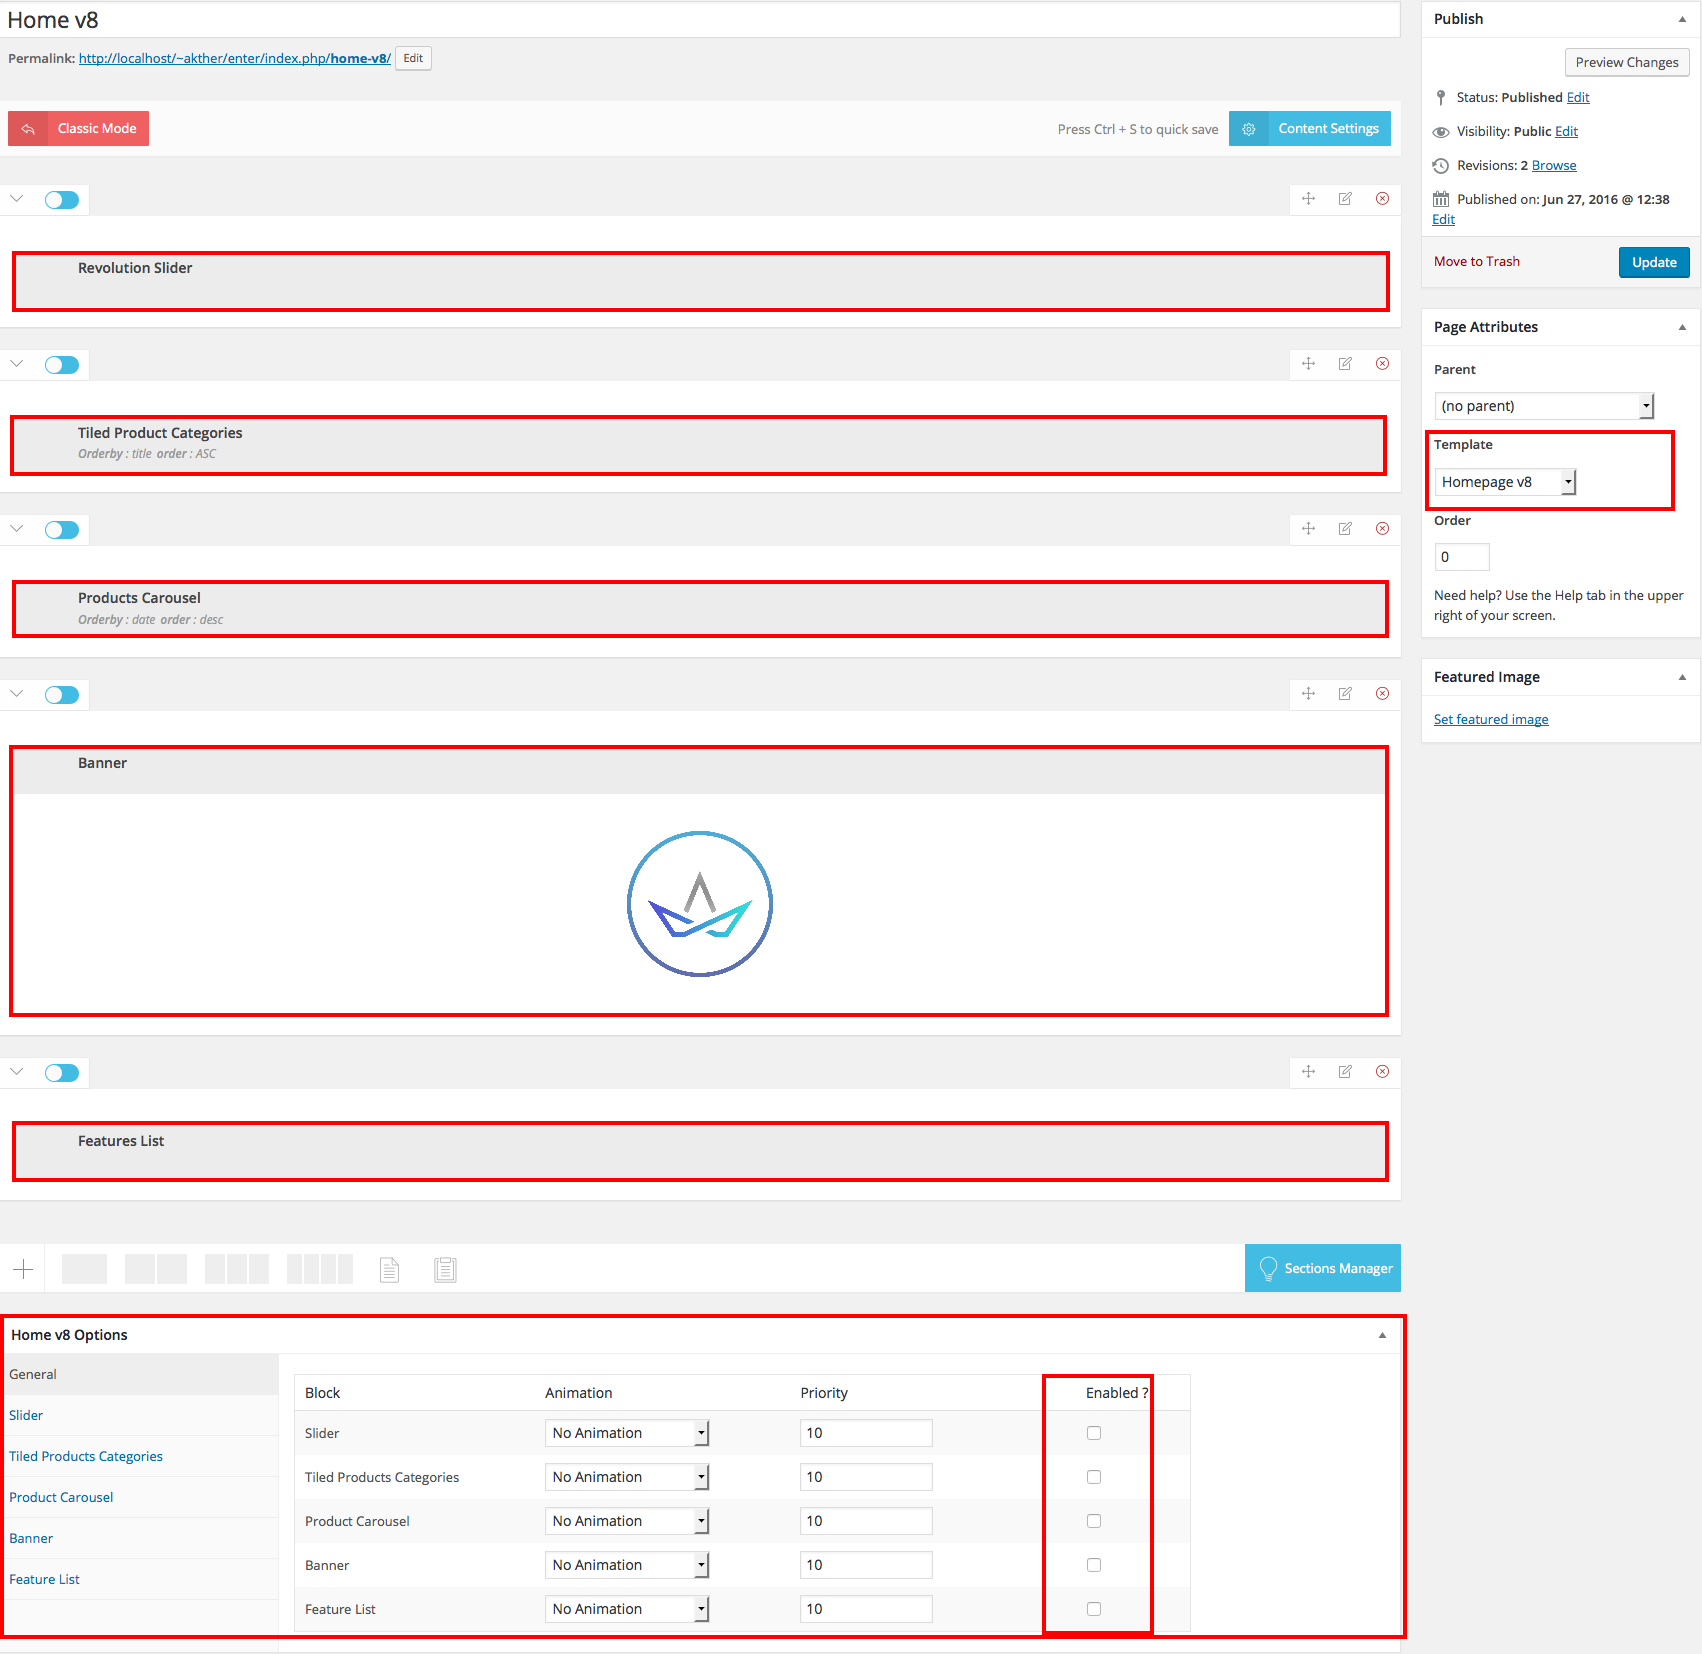 Home v8
Permalink: http://localhost/~akther/enter/index.php/home-v8/ Edit
Classic Mode
Press Ctrl + S to quick save
Content Settings
Revolution Slider
Tiled Product Categories
Orderby : title order : ASC
Products Carousel
Orderby : date order : desc
Banner
Features List
Sections Manager
Home v8 Options
General
Slider
Tiled Products Categories
Product Carousel
Banner
Feature List
Block Animation Priority Enabled ?
Slider No Animation 10
Tiled Products Categories No Animation 10
Product Carousel No Animation 10
Banner No Animation 10
Feature List No Animation 10
Publish
Preview Changes
Status: Published Edit
Visibility: Public Edit
Revisions: 2 Browse
Published on: Jun 27, 2016 @ 12:38
Edit
Move to Trash
Update
Page Attributes
Parent
(no parent)
Template
Homepage v8
Order
0
Need help? Use the Help tab in the upper
right of your screen.
Featured Image
Set featured image